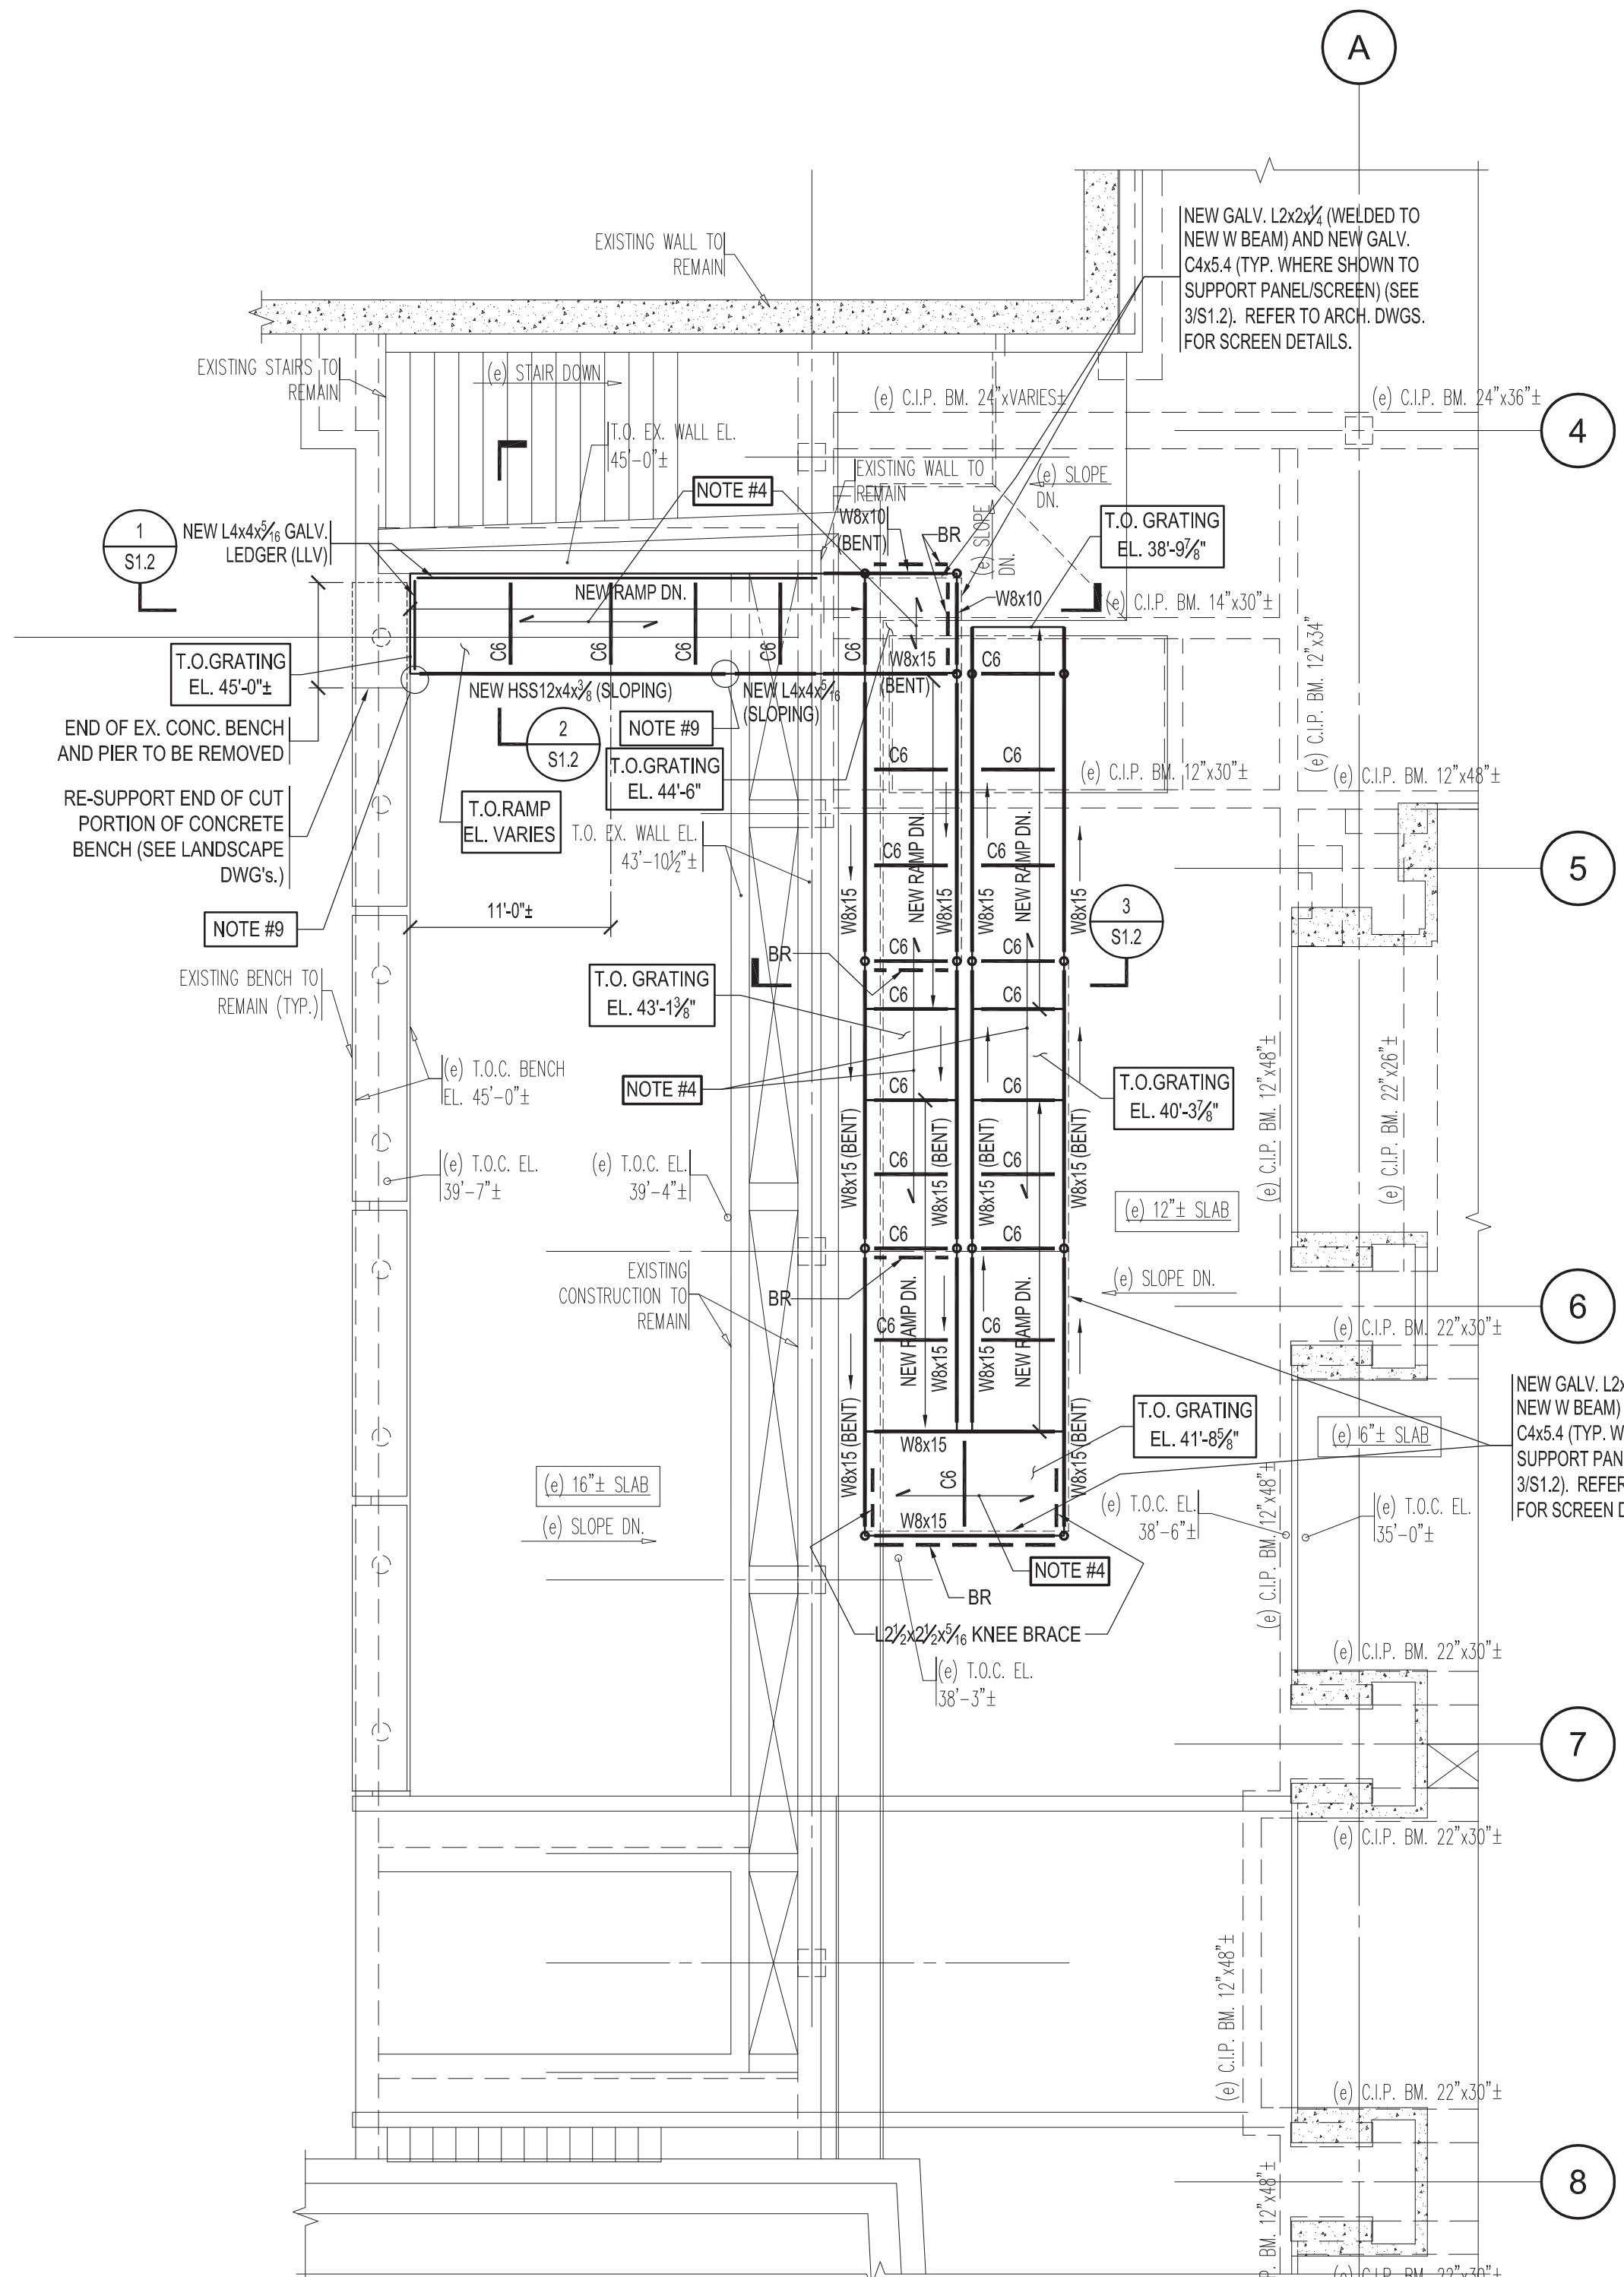 A
NEW GALV. L2x2x1/4 (WELDED TO
NEW W BEAM) AND NEW GALV.
C4x5.4 (TYP. WHERE SHOWN TO
SUPPORT PANEL/SCREEN) (SEE
3/S1.2). REFER TO ARCH. DWGS.
FOR SCREEN DETAILS.
EXISTING WALL TO
REMAIN
EXISTING STAIRS TO
REMAIN
(e) STAIR DOWN
(e) C.I.P. BM. 24"xVARIES±
(e) C.I.P. BM. 24"x36"±
4
T.O. EX. WALL EL.
45'-0"±
EXISTING WALL TO
REMAIN
(e) SLOPE
DN.
NOTE #4
W8x10
(BENT)
BR
(e) SLOPE
DN.
T.O. GRATING
EL. 38'-9 7/8"
1
S1.2
NEW L4x4x5/16 GALV.
LEDGER (LLV)
NEW RAMP DN.
W8x10
(e) C.I.P. BM. 14"x30"±
(e) C.I.P. BM. 12"x34"
T.O.GRATING
EL. 45'-0"±
C6
C6
C6
C6
C6
W8x15
(BENT)
C6
NEW HSS12x4x3/8 (SLOPING)
NEW L4x4x5/16
(SLOPING)
END OF EX. CONC. BENCH
AND PIER TO BE REMOVED
2
S1.2
NOTE #9
T.O.GRATING
EL. 44'-6"
C6
C6
(e) C.I.P. BM. 12"x30"±
(e) C.I.P. BM. 12"x48"±
RE-SUPPORT END OF CUT
PORTION OF CONCRETE
BENCH (SEE LANDSCAPE
DWG's.)
T.O.RAMP
EL. VARIES
T.O. EX. WALL EL.
43'-10½"±
C6
C6
NEW RAMP DN.
NEW RAMP DN.
5
W8x15
W8x15
W8x15
W8x15
3
S1.2
NOTE #9
11'-0"±
EXISTING BENCH TO
REMAIN (TYP.)
BR
C6
C6
T.O. GRATING
EL. 43'-1 3/8"
C6
C6
(e) T.O.C. BENCH
EL. 45'-0"±
NOTE #4
C6
C6
T.O.GRATING
EL. 40'-3 7/8"
(e) C.I.P. BM. 12"x48"±
(e) C.I.P. BM. 22"x26"±
(e) T.O.C. EL.
39'-7"±
(e) T.O.C. EL.
39'-4"±
W8x15 (BENT)
W8x15 (BENT)
W8x15 (BENT)
W8x15 (BENT)
C6
C6
(e) 12"± SLAB
C6
C6
EXISTING
CONSTRUCTION TO
REMAIN
BR
(e) SLOPE DN.
6
C6
C6
NEW RAMP DN.
NEW RAMP DN.
W8x15
W8x15
(e) C.I.P. BM. 22"x30"±
NEW GALV. L2x
NEW W BEAM)
C4x5.4 (TYP. W
SUPPORT PAN
3/S1.2). REFER
FOR SCREEN D
W8x15 (BENT)
W8x15 (BENT)
W8x15
T.O. GRATING
EL. 41'-8 5/8"
(e) 6"± SLAB
C6
(e) 16"± SLAB
(e) SLOPE DN.
W8x15
(e) T.O.C. EL.
38'-6"±
(e) C.I.P. BM. 12"x48"±
(e) T.O.C. EL.
35'-0"±
NOTE #4
BR
L2½x2½x5/16 KNEE BRACE
(e) T.O.C. EL.
38'-3"±
(e) C.I.P. BM. 22"x30"±
7
(e) C.I.P. BM. 22"x30"±
(e) C.I.P. BM. 12"x48"±
(e) C.I.P. BM. 22"x30"±
8
P. BM. 12"x48"±
(e) C.I.P. BM. 22"x30"±